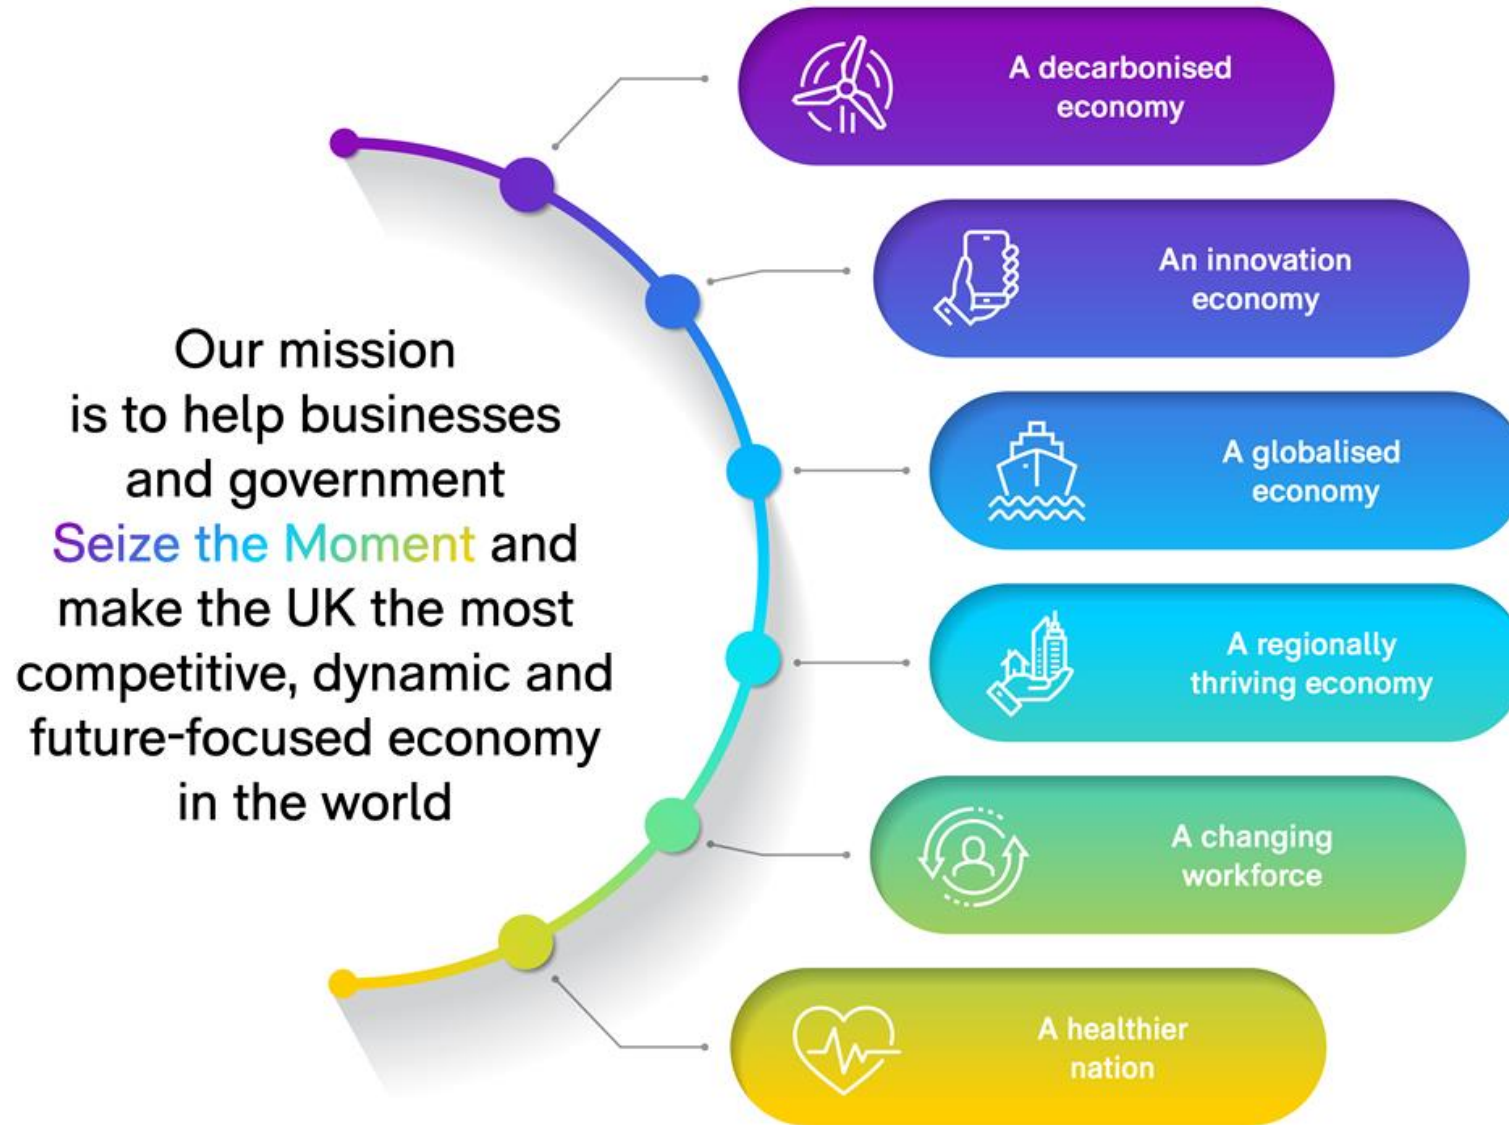 Our mission
is to help businesses
and government
Seize the Moment and
make the UK the most
competitive, dynamic and
future-focused economy
in the world
A decarbonised
economy
An innovation
economy
A globalised
economy
A regionally
thriving economy
A changing
workforce
A healthier
nation